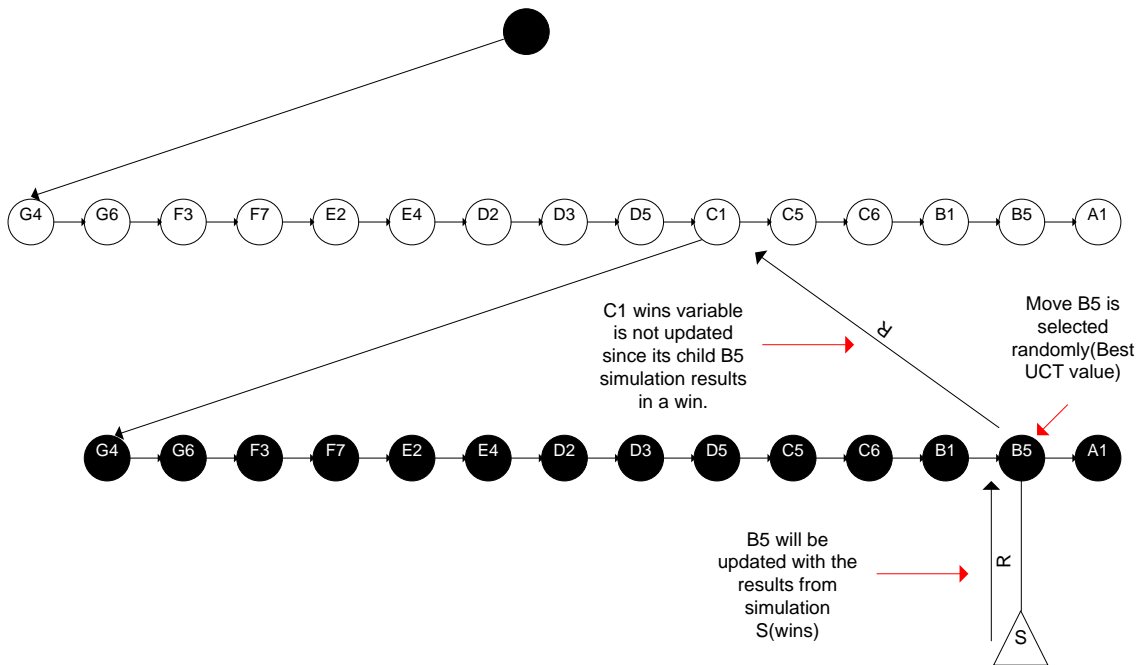 G4 G6 F3 F7 E2 E4 D2 D3 D5 C1 C5 C6 B1 B5 A1
C1 wins variable
is not updated
since its child B5
simulation results
in a win.
R
Move B5 is
selected
randomly(Best
UCT value)
G4 G6 F3 F7 E2 E4 D2 D3 D5 C5 C6 B1 B5 A1
B5 will be
updated with the
results from
simulation
S(wins)
R
S